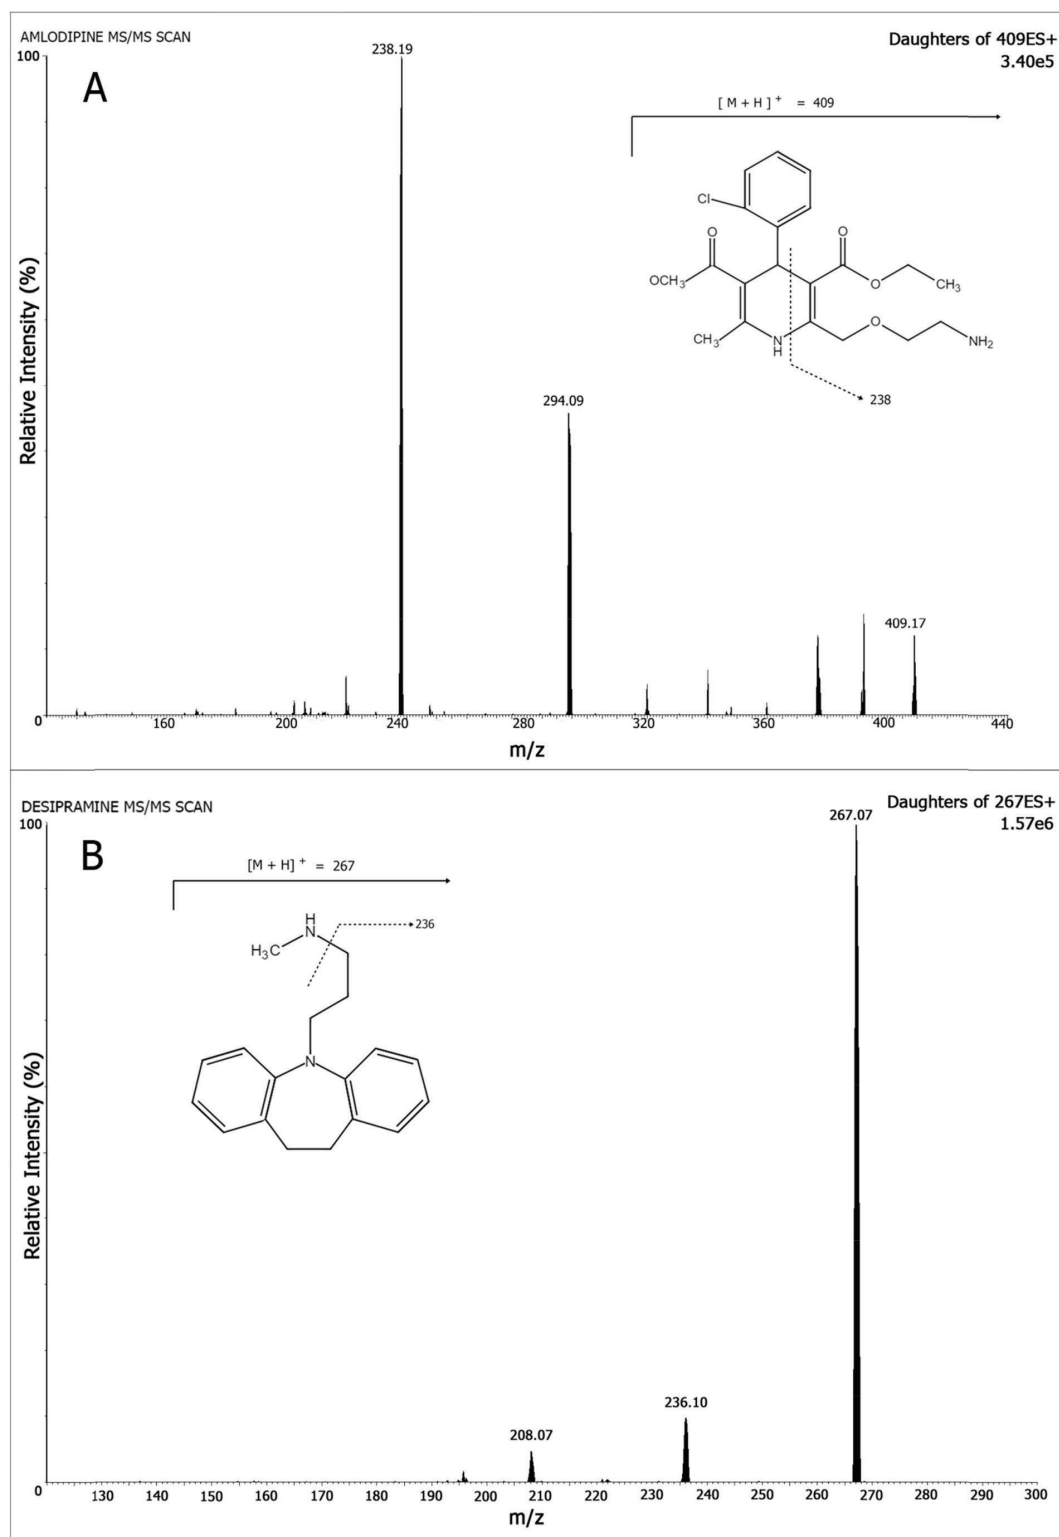 AMLODIPINE MS/MS SCAN
Daughters of 409ES+
3.40e5
100
A
238.19
[ M + H ] + = 409
Cl
O
O
OCH3
O
CH3
CH3
N
H
O
NH2
238
294.09
409.17
Relative Intensity (%)
0
160 200 240 280 320 360 400 440
m/z
DESIPRAMINE MS/MS SCAN
Daughters of 267ES+
1.57e6
100
B
267.07
[M + H] + = 267
H
N
H3C
236
N
236.10
208.07
Relative Intensity (%)
0
130 140 150 160 170 180 190 200 210 220 230 240 250 260 270 280 290 300
m/z